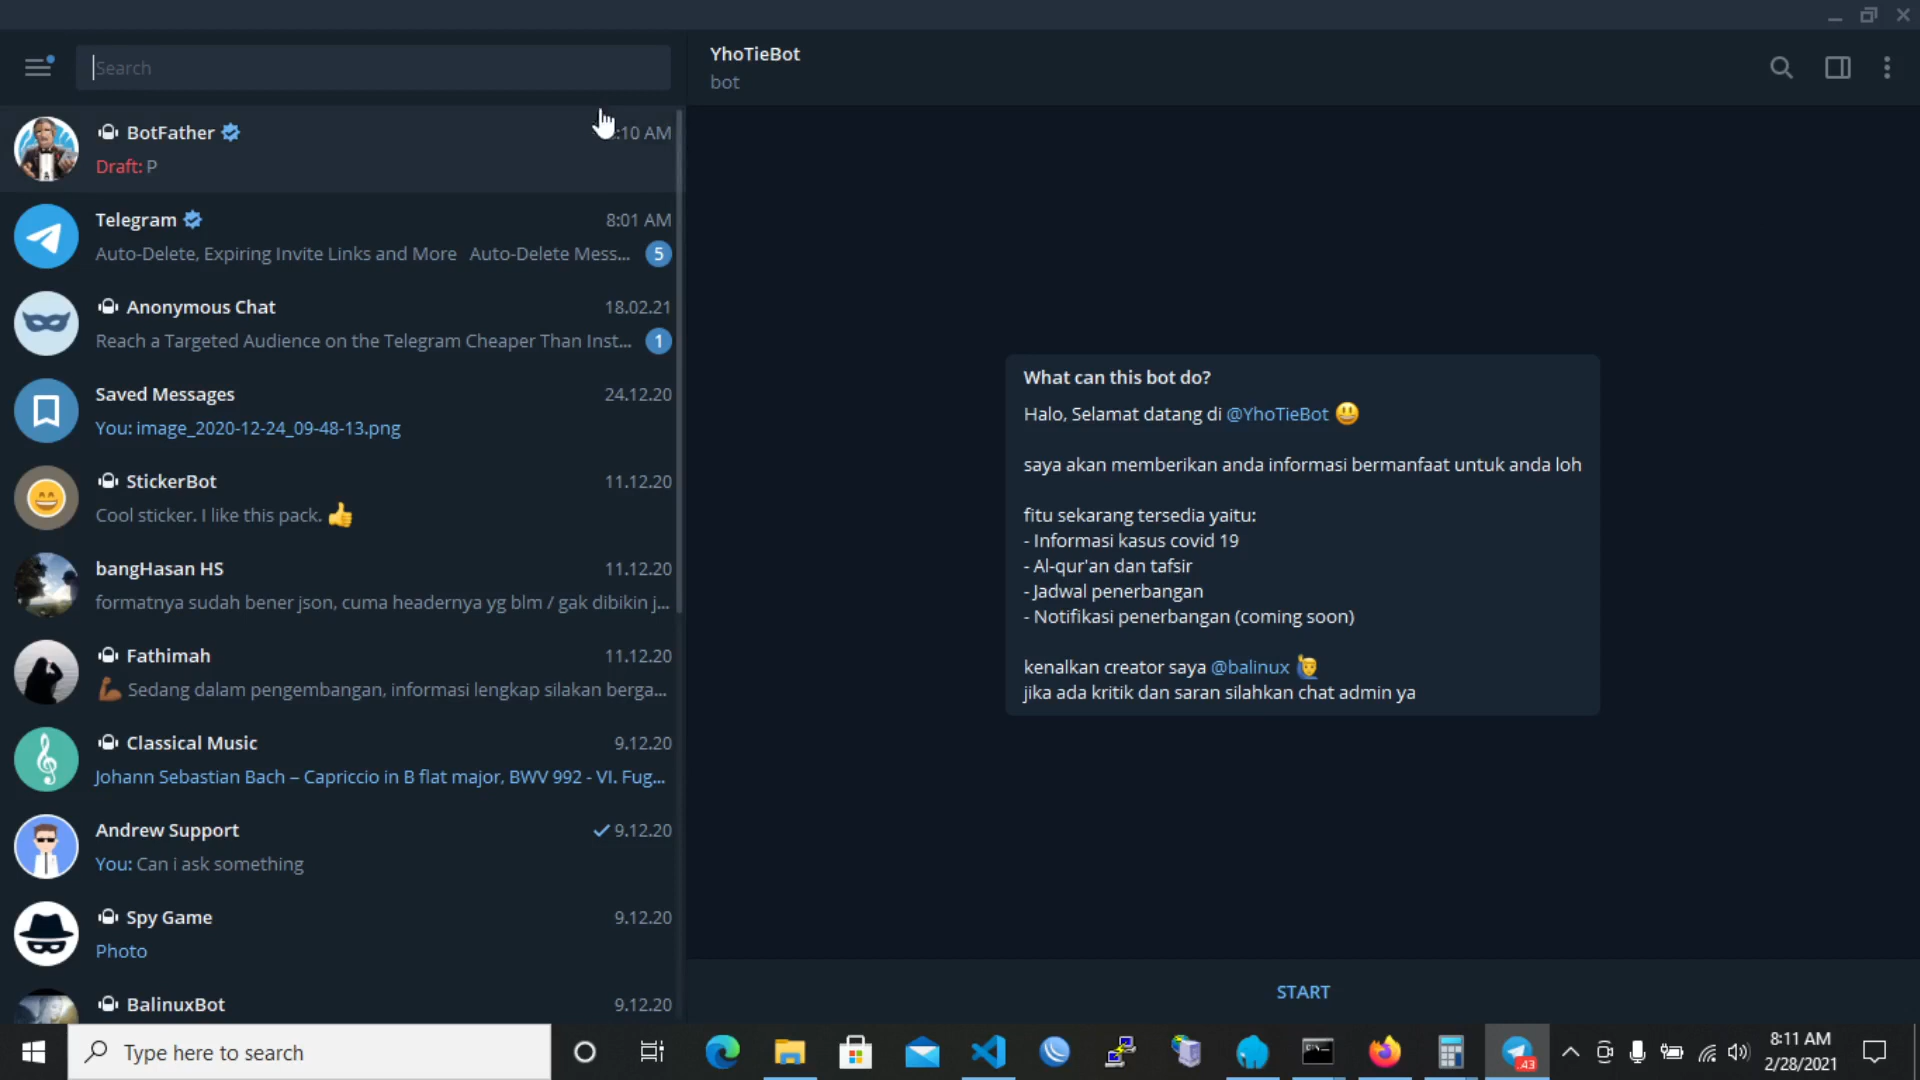 Search
BotFather
:10 AM
Draft: P
Telegram
8:01 AM
Auto-Delete, Expiring Invite Links and More Auto-Delete Mess...
5
Anonymous Chat
18.02.21
Reach a Targeted Audience on the Telegram Cheaper Than Inst...
1
Saved Messages
24.12.20
You: image_2020-12-24_09-48-13.png
StickerBot
11.12.20
Cool sticker. I like this pack. 👍
bangHasan HS
11.12.20
formatnya sudah bener json, cuma headernya yg blm / gak dibikin j...
Fathimah
11.12.20
💪 Sedang dalam pengembangan, informasi lengkap silakan berga...
Classical Music
9.12.20
Johann Sebastian Bach – Capriccio in B flat major, BWV 992 - VI. Fug...
Andrew Support
9.12.20
You: Can i ask something
Spy Game
9.12.20
Photo
BalinuxBot
9.12.20
YhoTieBot
bot
What can this bot do?
Halo, Selamat datang di @YhoTieBot 😃
saya akan memberikan anda informasi bermanfaat untuk anda loh
fitu sekarang tersedia yaitu:
- Informasi kasus covid 19
- Al-qur'an dan tafsir
- Jadwal penerbangan
- Notifikasi penerbangan (coming soon)
kenalkan creator saya @balinux 🙋‍♂️
jika ada kritik dan saran silahkan chat admin ya
START
Type here to search
43
8:11 AM
2/28/2021